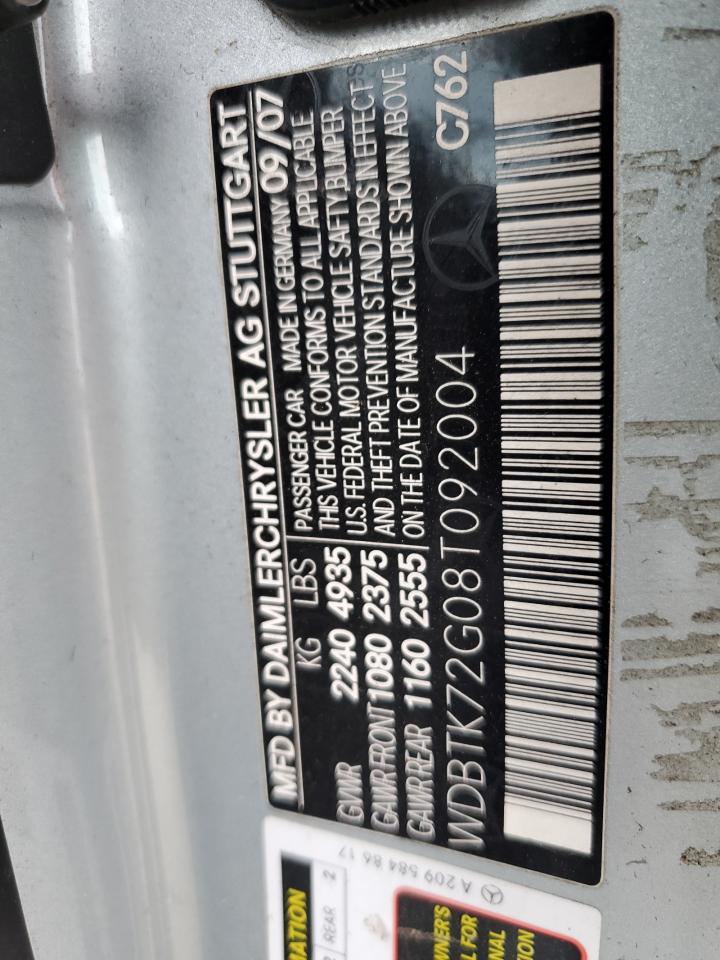 MFD BY DAIMLERCHRYSLER AG STUTTGART
KG LBS PASSENGER CAR MADE IN GERMANY 09/07
GVWR 2240 4935 THIS VEHICLE CONFORMS TO ALL APPLICABLE
U.S. FEDERAL MOTOR VEHICLE SAFTY, BUMPER
GAWR FRONT 1080 2375 AND THEFT PREVENTION STANDARDS IN EFFECT S
GAWR REAR 1160 2555 ON THE DATE OF MANUFACTURE SHOWN ABOVE
WDBTK72G08T092004 C762
A 209 584 86 17
REAR 2